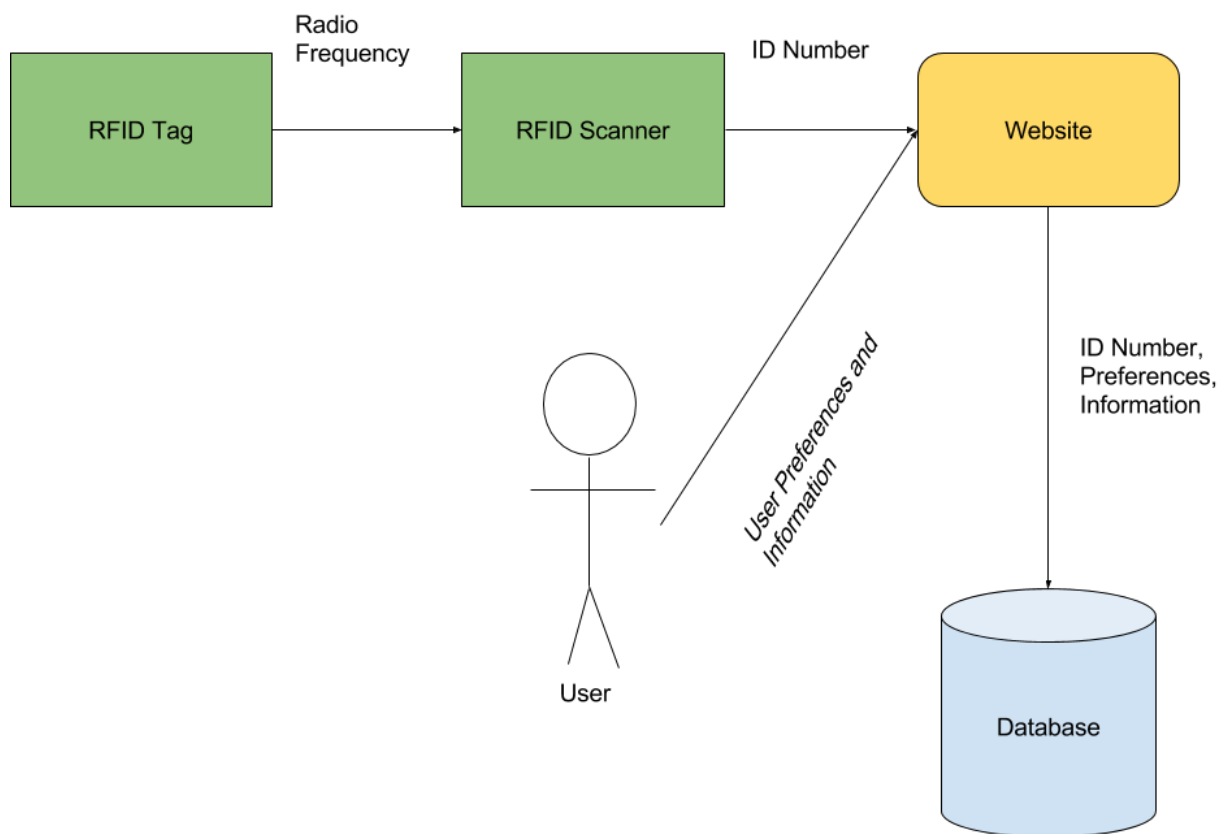 Radio
Frequency
ID Number
RFID Tag
RFID Scanner
Website
User Preferences and
Information
ID Number,
Preferences,
Information
User
Database